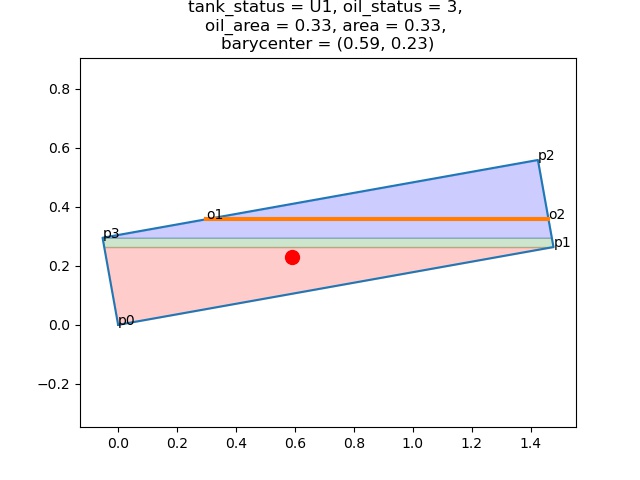 tank_status = U1, oil_status = 3,
oil_area = 0.33, area = 0.33,
barycenter = (0.59, 0.23)
0.8
0.6
0.4
0.2
0.0
−0.2
p2
o1
o2
p3
p1
p0
0.0 0.2 0.4 0.6 0.8 1.0 1.2 1.4